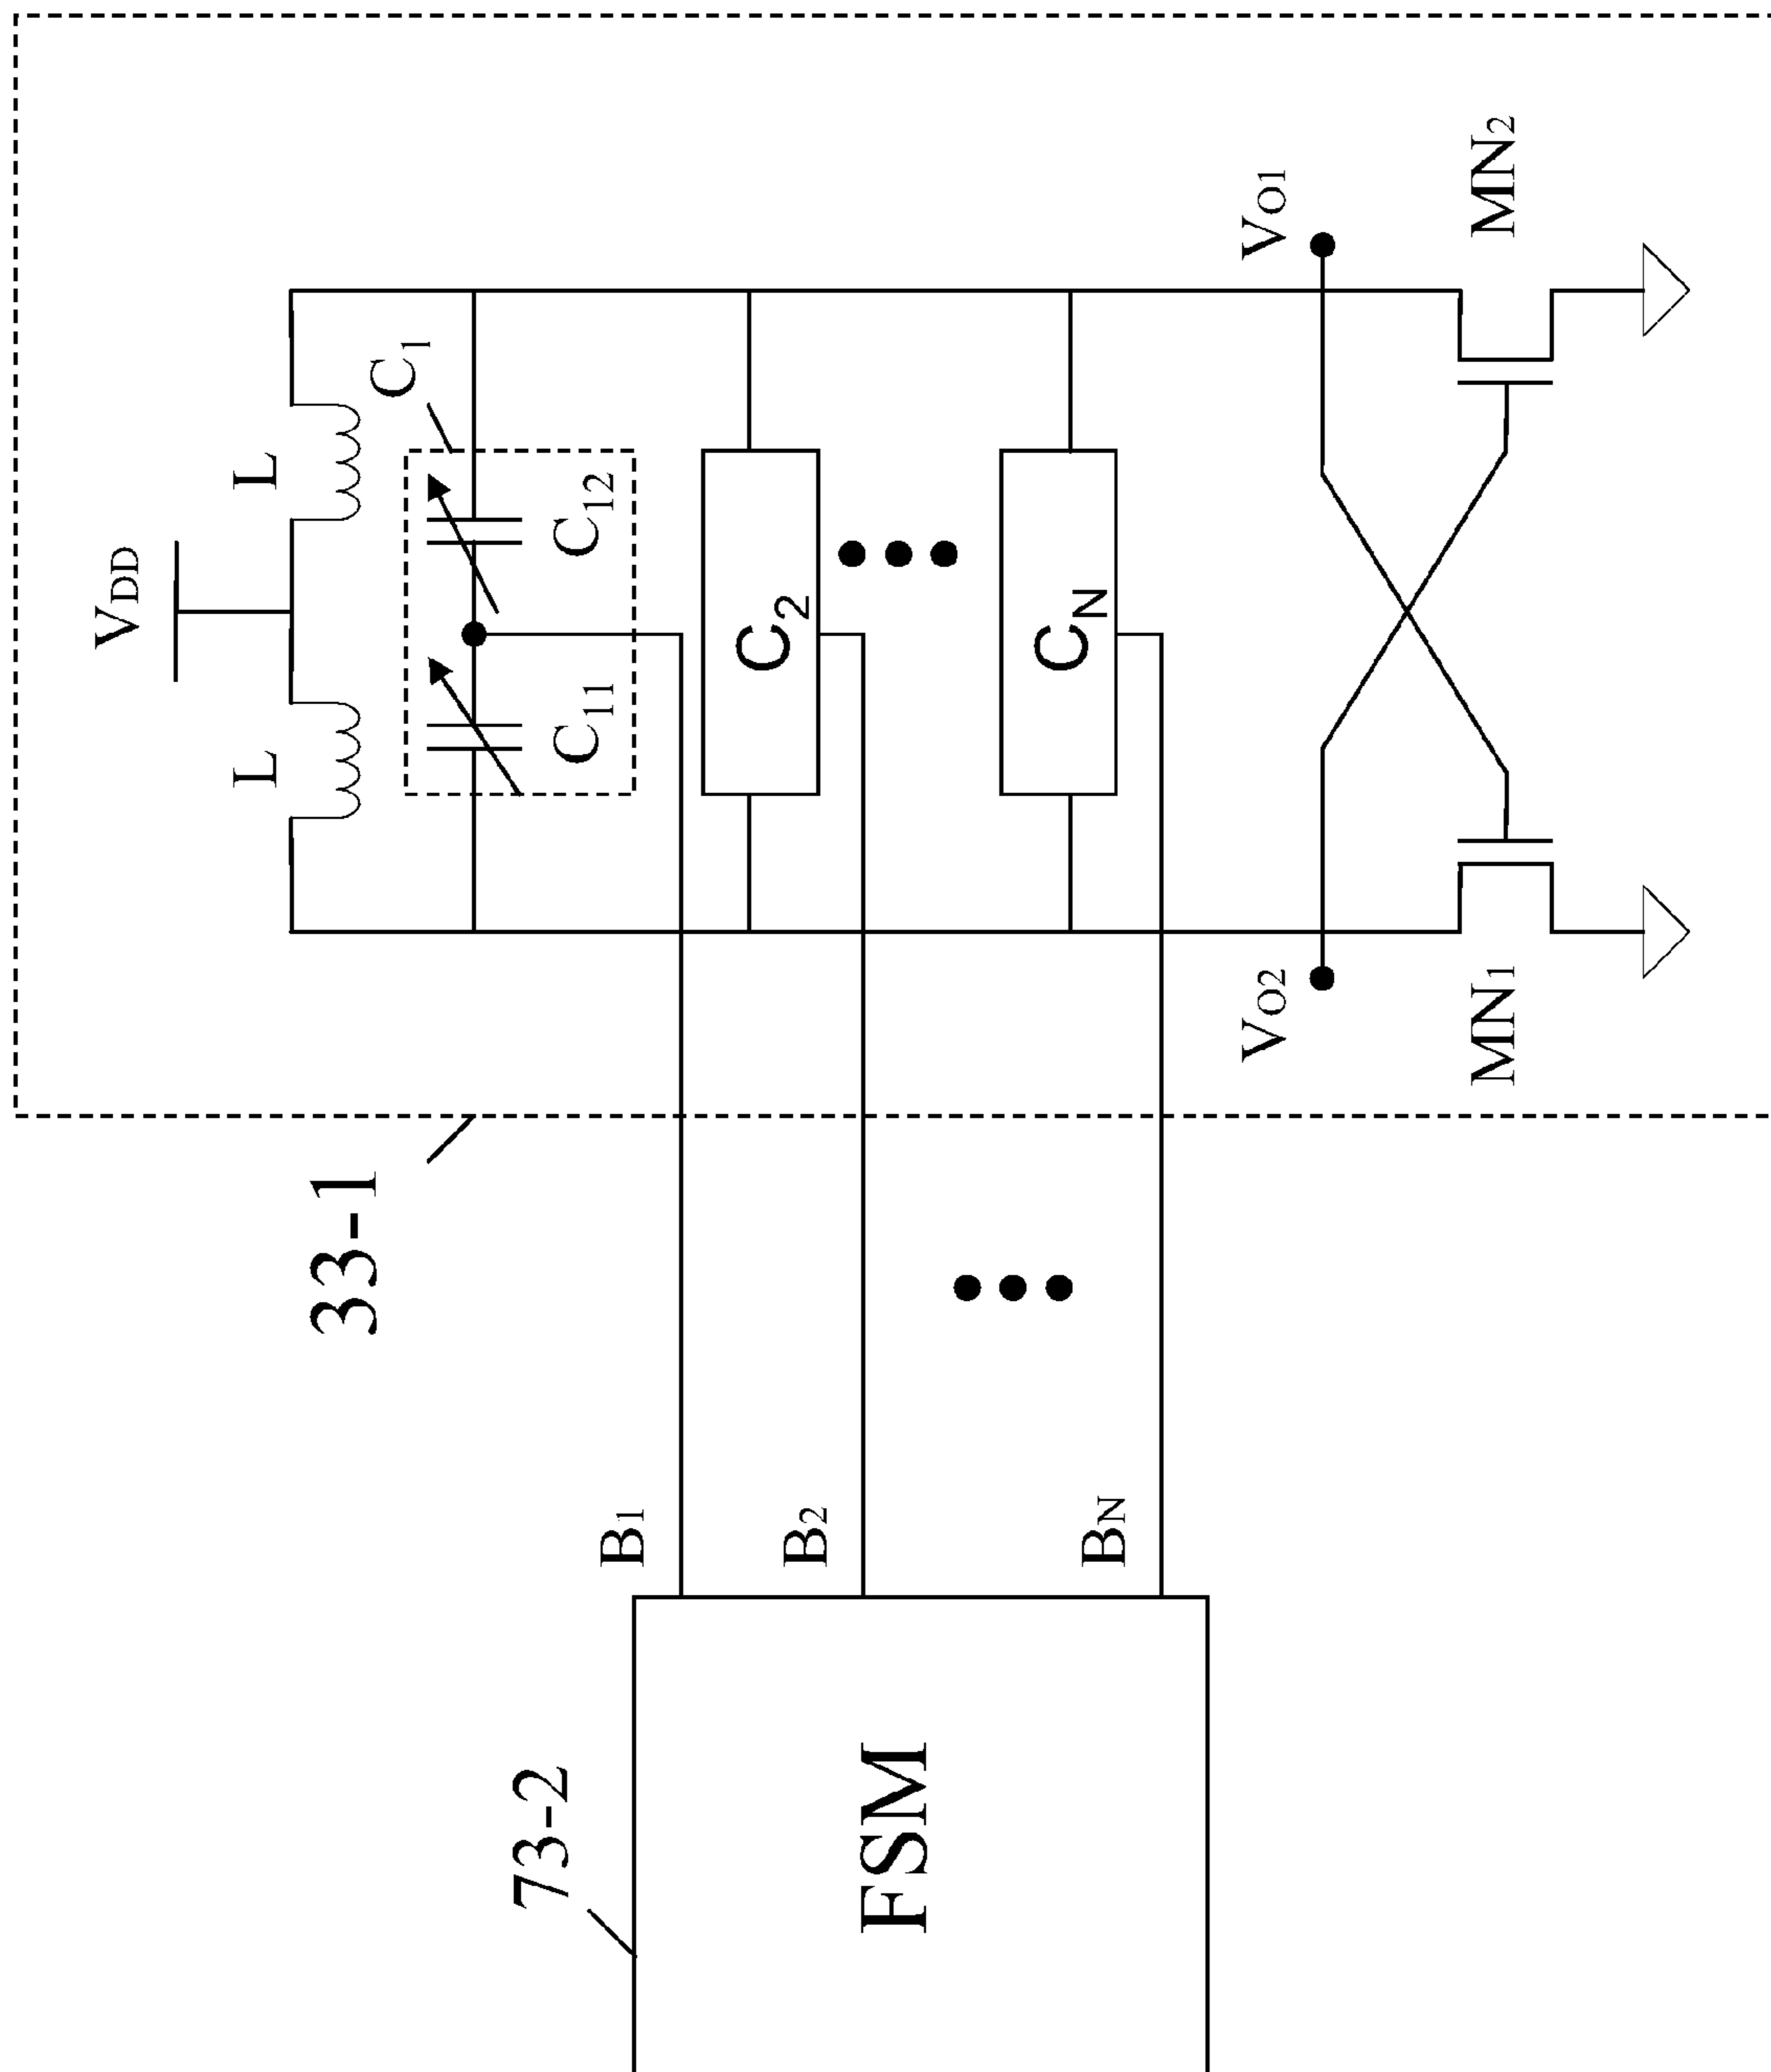 VDD
L
L
C1
C11
C12
C2
CN
VO1
VO2
MN1
MN2
33-1
B1
B2
BN
73-2
FSM